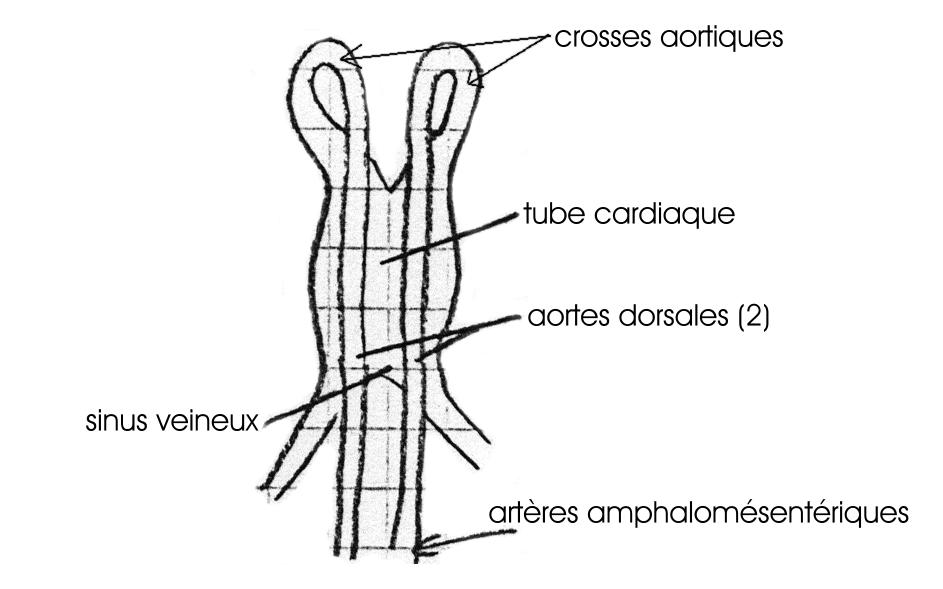 crosses aortiques
tube cardiaque
aortes dorsales (2)
sinus veineux
artères amphalomésentériques